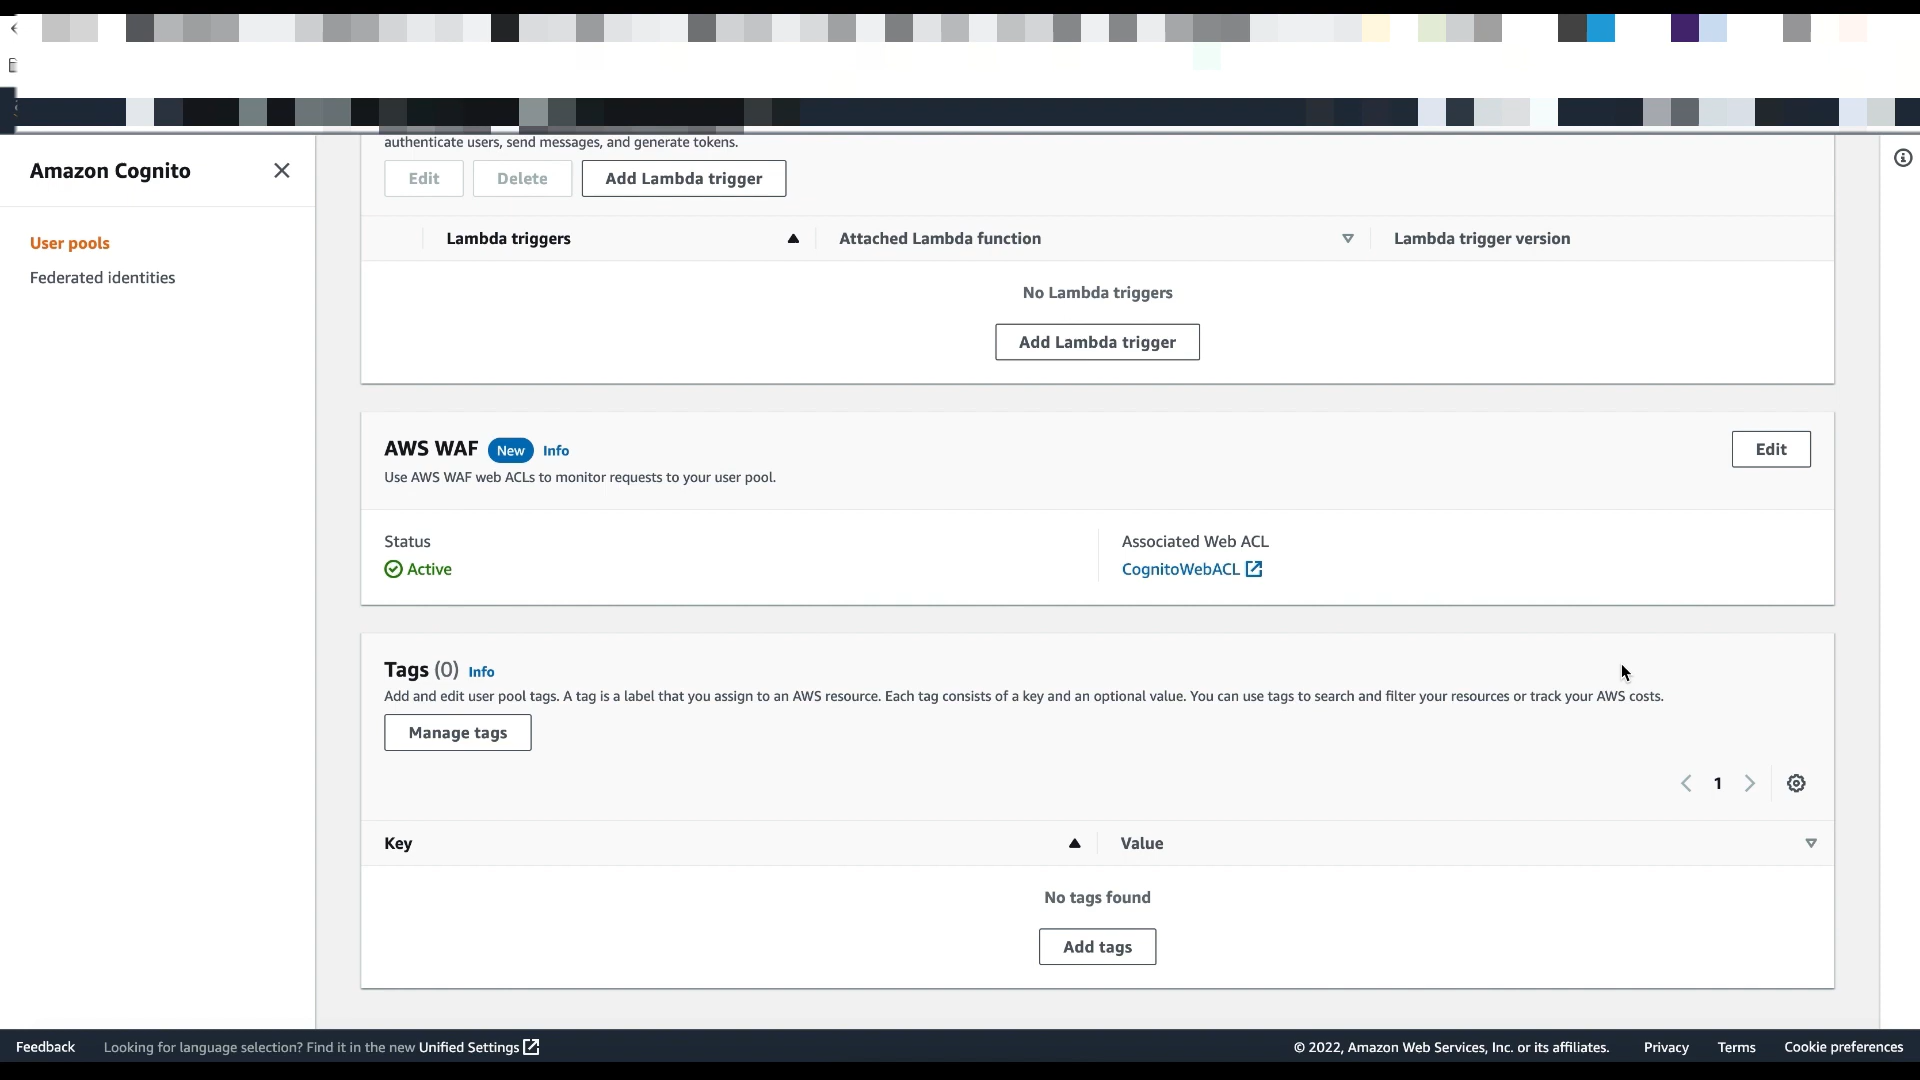 authenticate users, send messages, and generate tokens.
Amazon Cognito
Edit Delete Add Lambda trigger
User pools
Federated identities
Lambda triggers Attached Lambda function Lambda trigger version
No Lambda triggers
Add Lambda trigger
AWS WAF New Info
Edit
Use AWS WAF web ACLs to monitor requests to your user pool.
Status Associated Web ACL
Active CognitoWebACL
Tags (0) Info
Add and edit user pool tags. A tag is a label that you assign to an AWS resource. Each tag consists of a key and an optional value. You can use tags to search and filter your resources or track your AWS costs.
Manage tags
1
Key Value
No tags found
Add tags
Feedback Looking for language selection? Find it in the new Unified Settings © 2022, Amazon Web Services, Inc. or its affiliates. Privacy Terms Cookie preferences